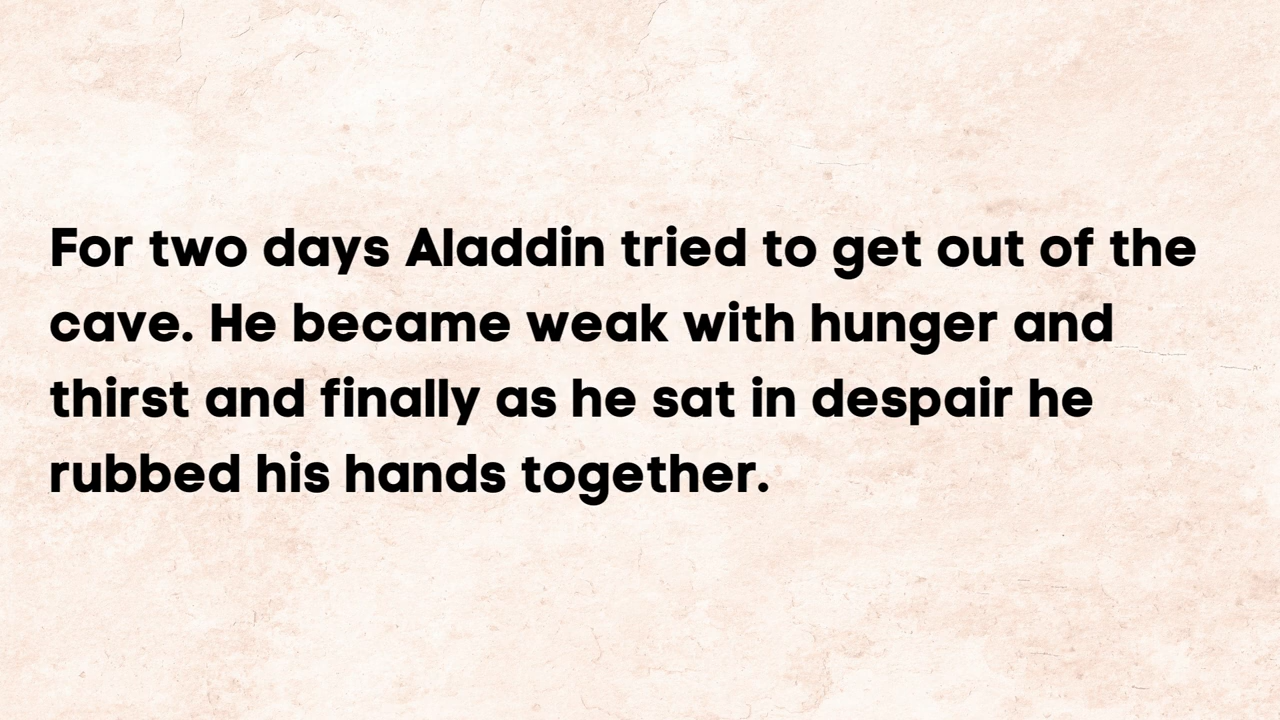 For two days Aladdin tried to get out of the
cave. He became weak with hunger and
thirst and finally as he sat in despair he
rubbed his hands together.